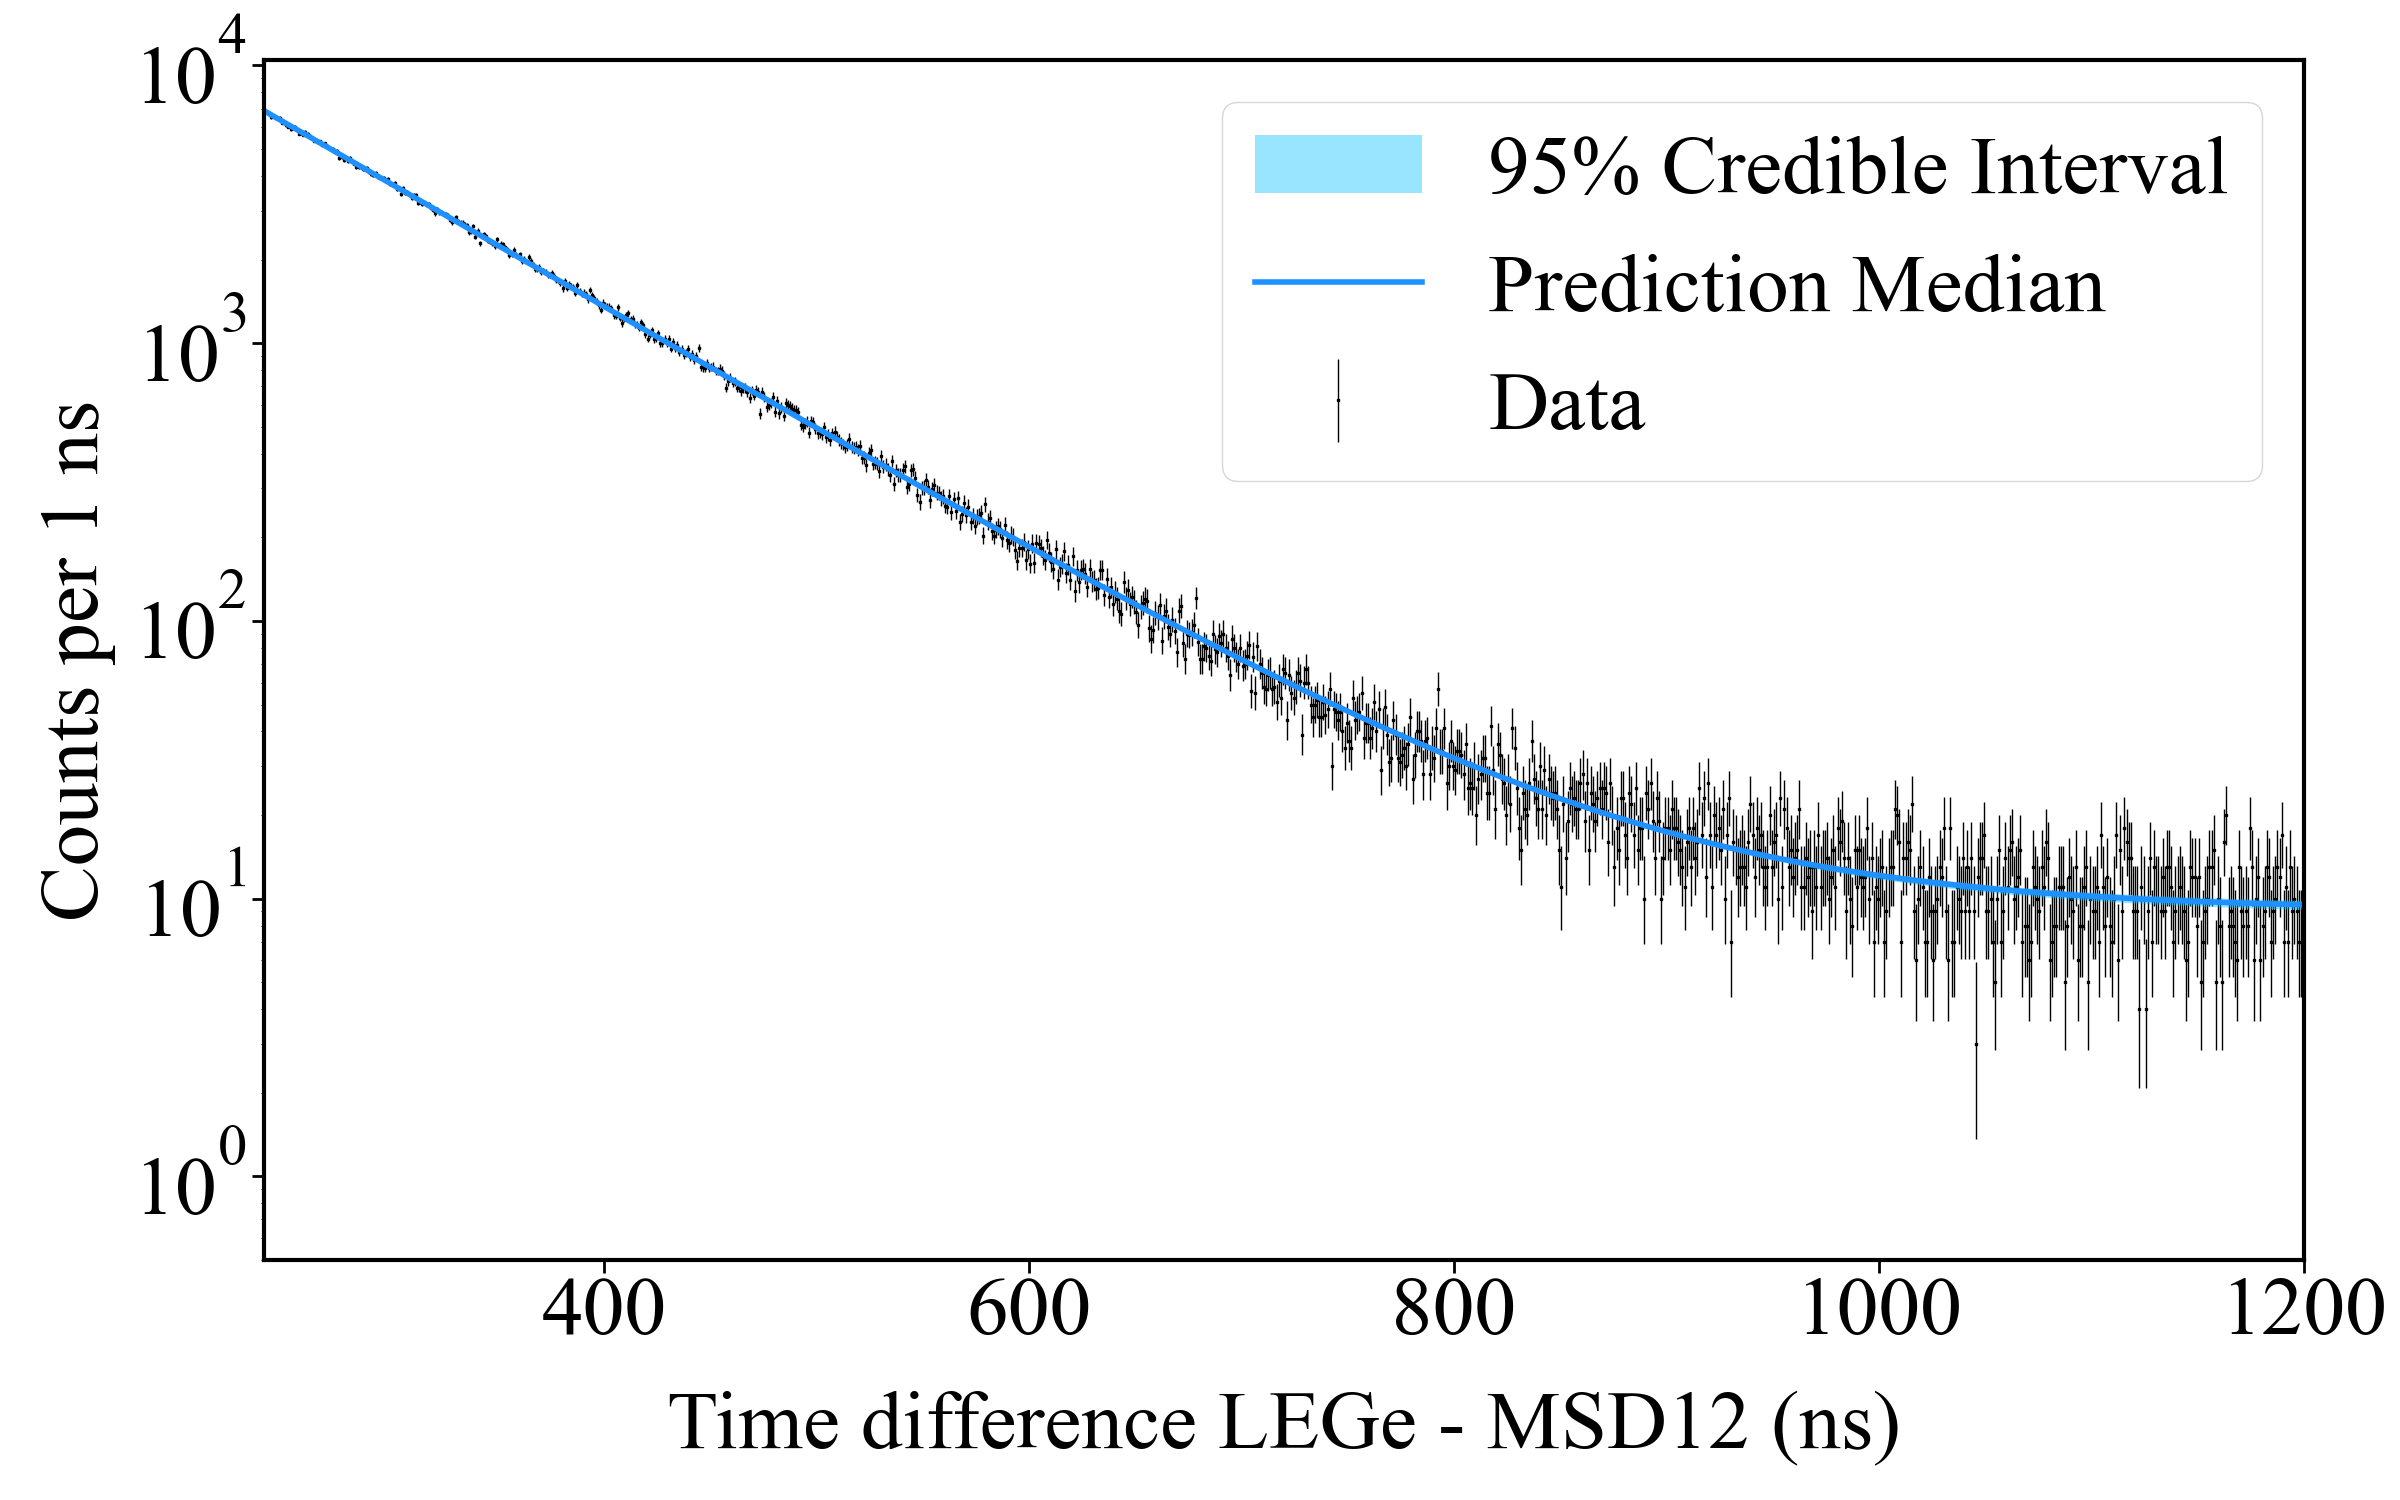 10^4
10^3
10^2
10^1
10^0
Counts per 1 ns
95% Credible Interval
Prediction Median
Data
400 600 800 1000 1200
Time difference LEGe - MSD12 (ns)